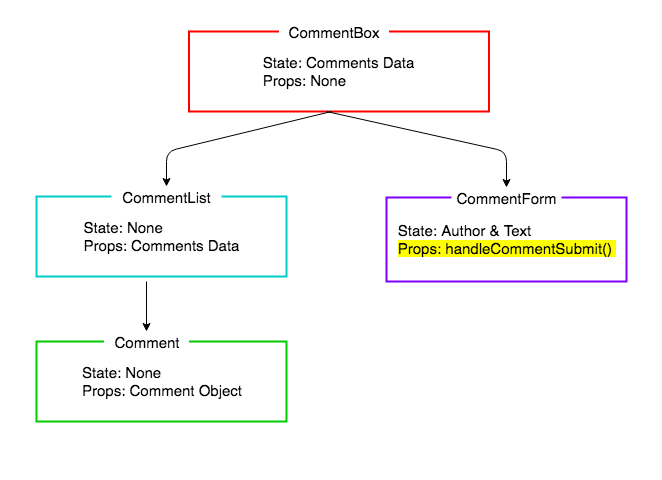 CommentBox
State: Comments Data
Props: None
CommentList
State: None
Props: Comments Data
CommentForm
State: Author & Text
Props: handleCommentSubmit()
Comment
State: None
Props: Comment Object